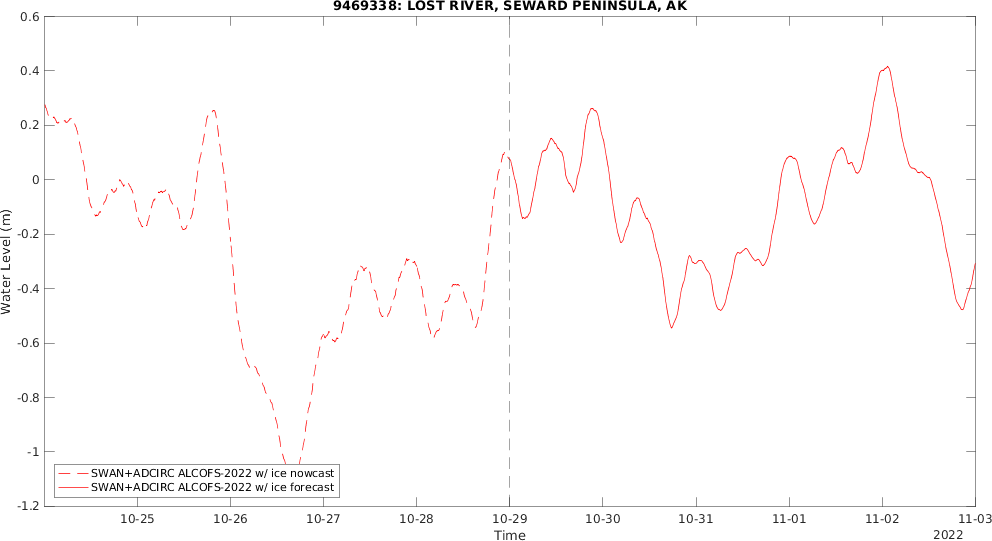 9469338: LOST RIVER, SEWARD PENINSULA, AK
0.6
0.4
0.2
0
-0.2
-0.4
-0.6
-0.8
-1
-1.2
Water Level (m)
SWAN+ADCIRC ALCOFS-2022 w/ ice nowcast
SWAN+ADCIRC ALCOFS-2022 w/ ice forecast
10-25 10-26 10-27 10-28 10-29 10-30 10-31 11-01 11-02 11-03
Time
2022